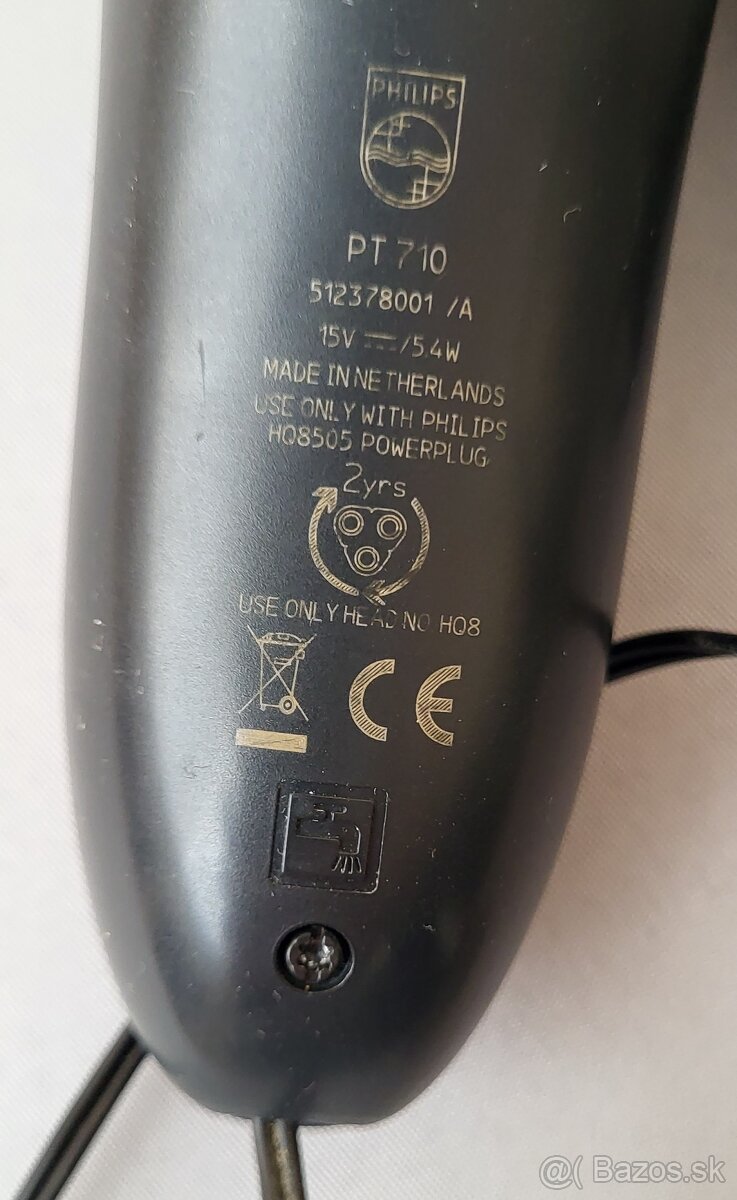 PHILIPS
PT 710
512378001 /A
15V ⎓ /5.4W
MADE IN NETHERLANDS
USE ONLY WITH PHILIPS
HQ8505 POWERPLUG
2yrs
USE ONLY HEAD NO HQ8
CE
@( Bazos.sk